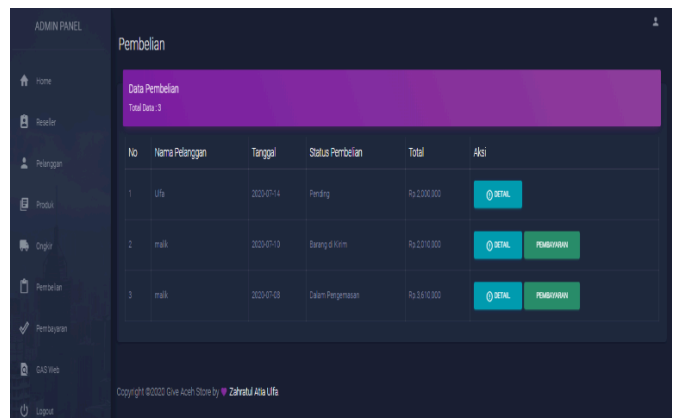 ADMIN PANEL
Home
Reseller
Pelanggan
Produk
Ongkir
Pembelian
Pembayaran
GAS Web
Logout
Pembelian
Data Pembelian
Total Data : 3
No Nama Pelanggan Tanggal Status Pembelian Total Aksi
1 Ulfa 2020-07-14 Pending Rp.2,000,000 DETAIL
2 malik 2020-07-10 Barang di Kirim Rp.2,010,000 DETAIL PEMBAYARAN
3 malik 2020-07-08 Dalam Pengemasan Rp.3,610,000 DETAIL PEMBAYARAN
Copyright ©2020 Give Aceh Store by Zahratul Atia Ulfa